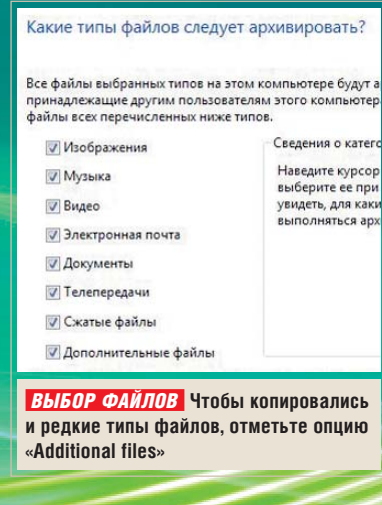 Какие типы файлов следует архивировать?
Все файлы выбранных типов на этом компьютере будут
принадлежащие другим пользователям этого компьютер
файлы всех перечисленных ниже типов.
Изображения
Музыка
Видео
Электронная почта
Документы
Телепередачи
Сжатые файлы
Дополнительные файлы
Сведения о катего
Наведите курсор
выберите ее при
увидеть, для каки
выполняться арх
ВЫБОР ФАЙЛОВ Чтобы копировались
и редкие типы файлов, отметьте опцию
«Additional files»